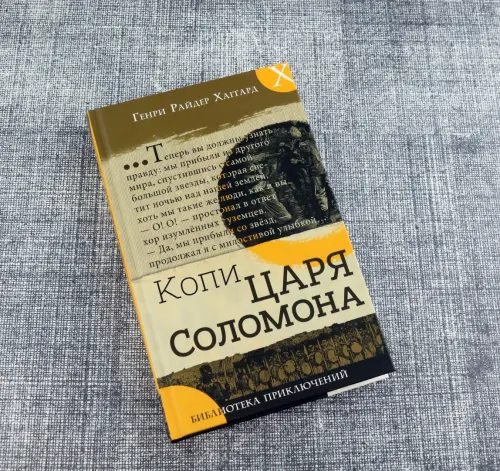 Х
Генри Райдер Хаггард
...Теперь вы должны узнать
правду: мы прибыли из другого
мира, спустившись с самой
большой звезды, которая све-
тит ночью над нашей землей,
хоть мы такие же люди, как и вы.
— О! О! — простонал в ответ
хор изумлённых туземцев.
— Да, мы прибыли со звёзд, —
продолжал я с милостивой улыбкой...
Копи
царя
Соломона
Библиотека приключений